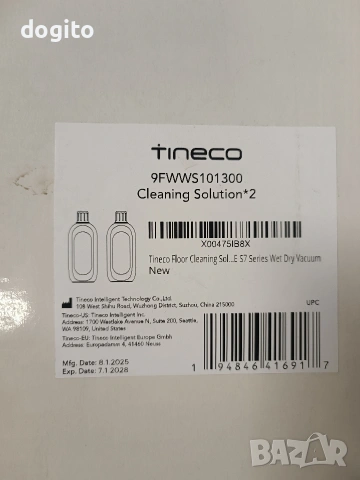 dogito
TINECO
9FWWS101300
Cleaning Solution*2
X00475IB8X
Tineco Floor Cleaning Sol...E S7 Series Wet Dry Vacuum
New
Tineco Intelligent Technology Co.,Ltd.
108 West Shihu Road, Wuzhong District, Suzhou, China 215000
UPC
Tineco-US: Tineco Intelligent Inc.
Address: 1700 Westlake Avenue N, Suite 200, Seattle,
WA 98109, United States
Tineco-EU: Tineco Intelligent Europe GmbH
Address: Europadamm 4, 41460 Neuss
Mfg. Date: 8.1.2025
Exp. Date: 7.1.2028
1 94846 41691 7
BAZAR